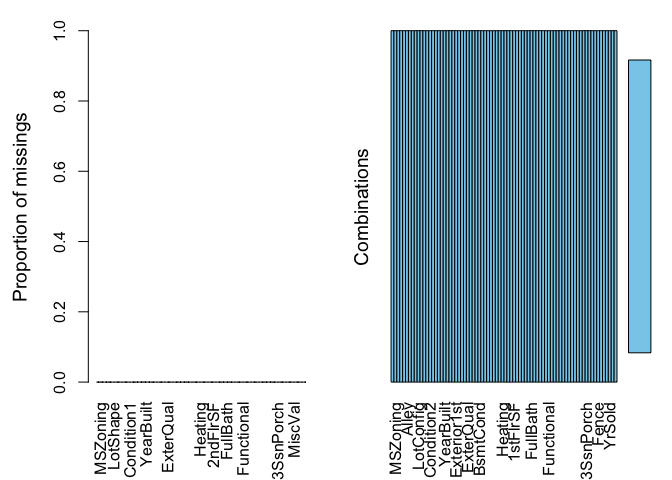 Proportion of missings
0.0
0.2
0.4
0.6
0.8
1.0
MSZoning
LotShape
Condition1
YearBuilt
ExterQual
Heating
2ndFlrSF
FullBath
Functional
3SsnPorch
MiscVal
Combinations
MSZoning
Alley
LotConfig
Condition2
YearBuilt
Exterior1st
ExterQual
BsmtCond
Heating
1stFlrSF
FullBath
Functional
3SsnPorch
Fence
YrSold